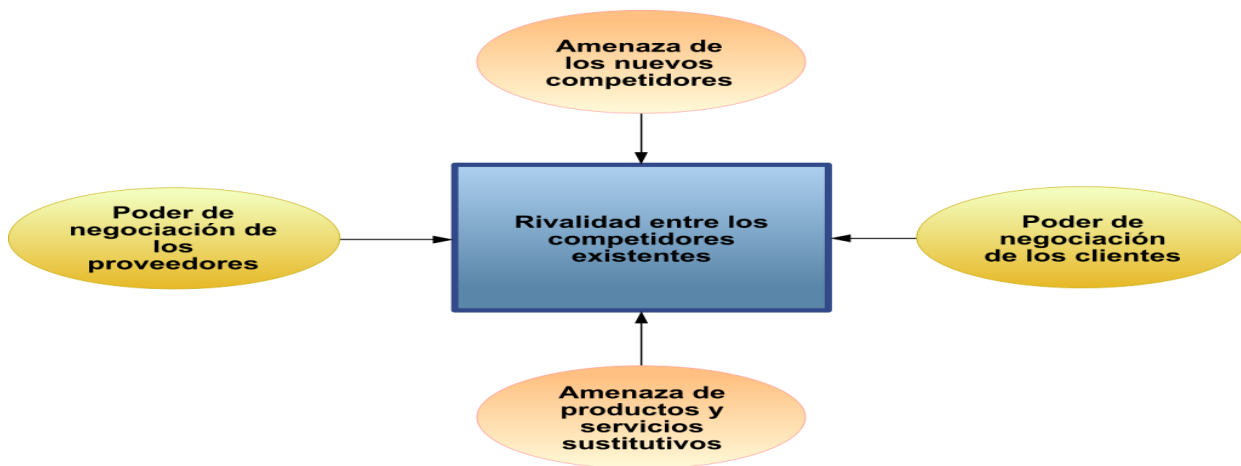 Amenaza de
los nuevos
competidores
Poder de
negociación de
los
proveedores
Rivalidad entre los
competidores
existentes
Poder de
negociación
de los clientes
Amenaza de
productos y
servicios
sustitutivos